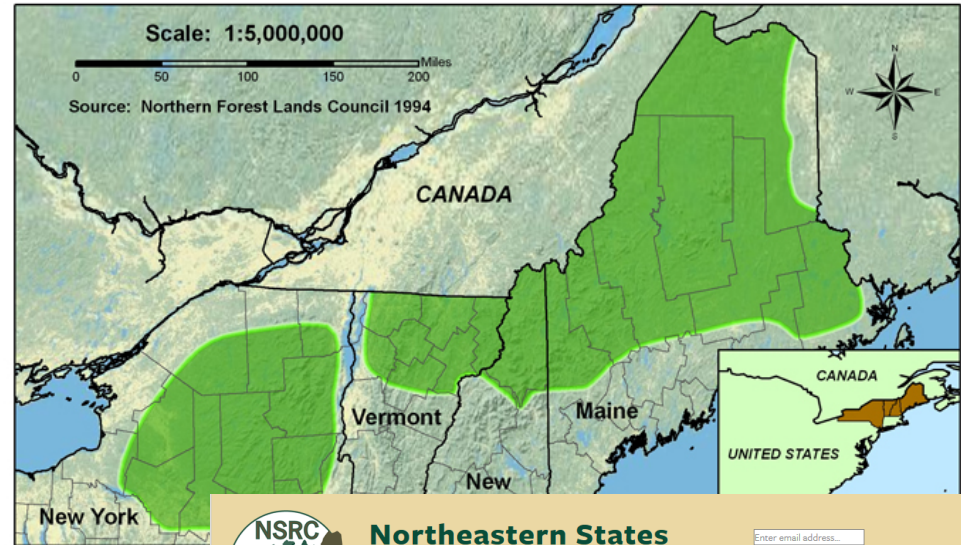 Scale: 1:5,000,000
Miles
0 50 100 150 200
Source: Northern Forest Lands Council 1994
N
W E
S
CANADA
CANADA
UNITED STATES
Vermont
Maine
New
New York
NSRC
Northeastern States
Enter email address...